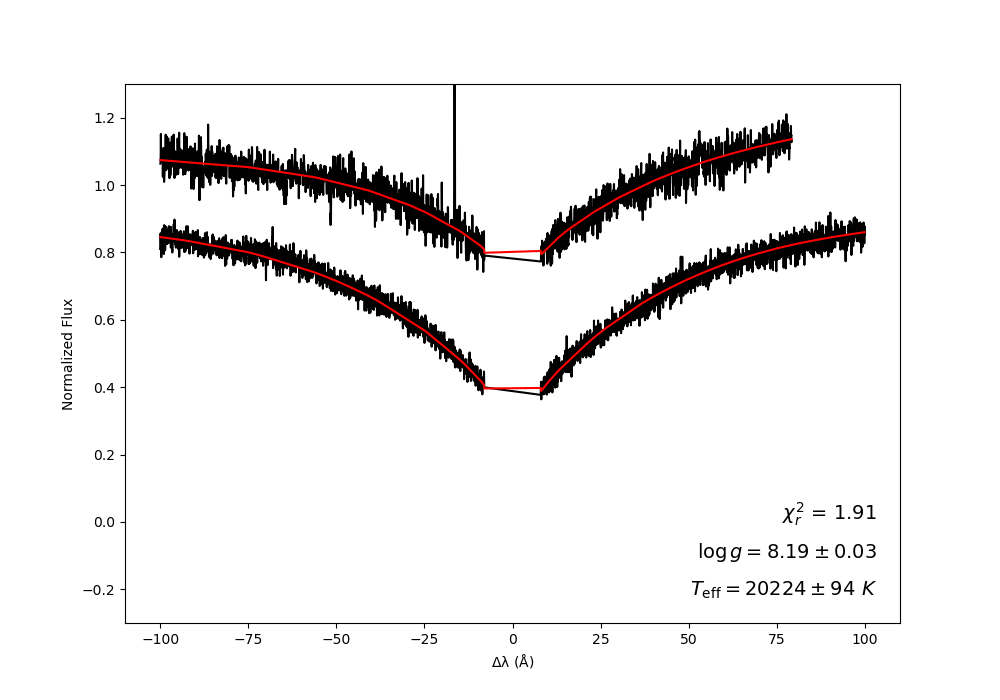 1.2
1.0
0.8
0.6
0.4
0.2
0.0
−0.2
Normalized Flux
χ²ᵣ = 1.91
log g = 8.19 ± 0.03
T_eff = 20224 ± 94 K
−100 −75 −50 −25 0 25 50 75 100
Δλ (Å)